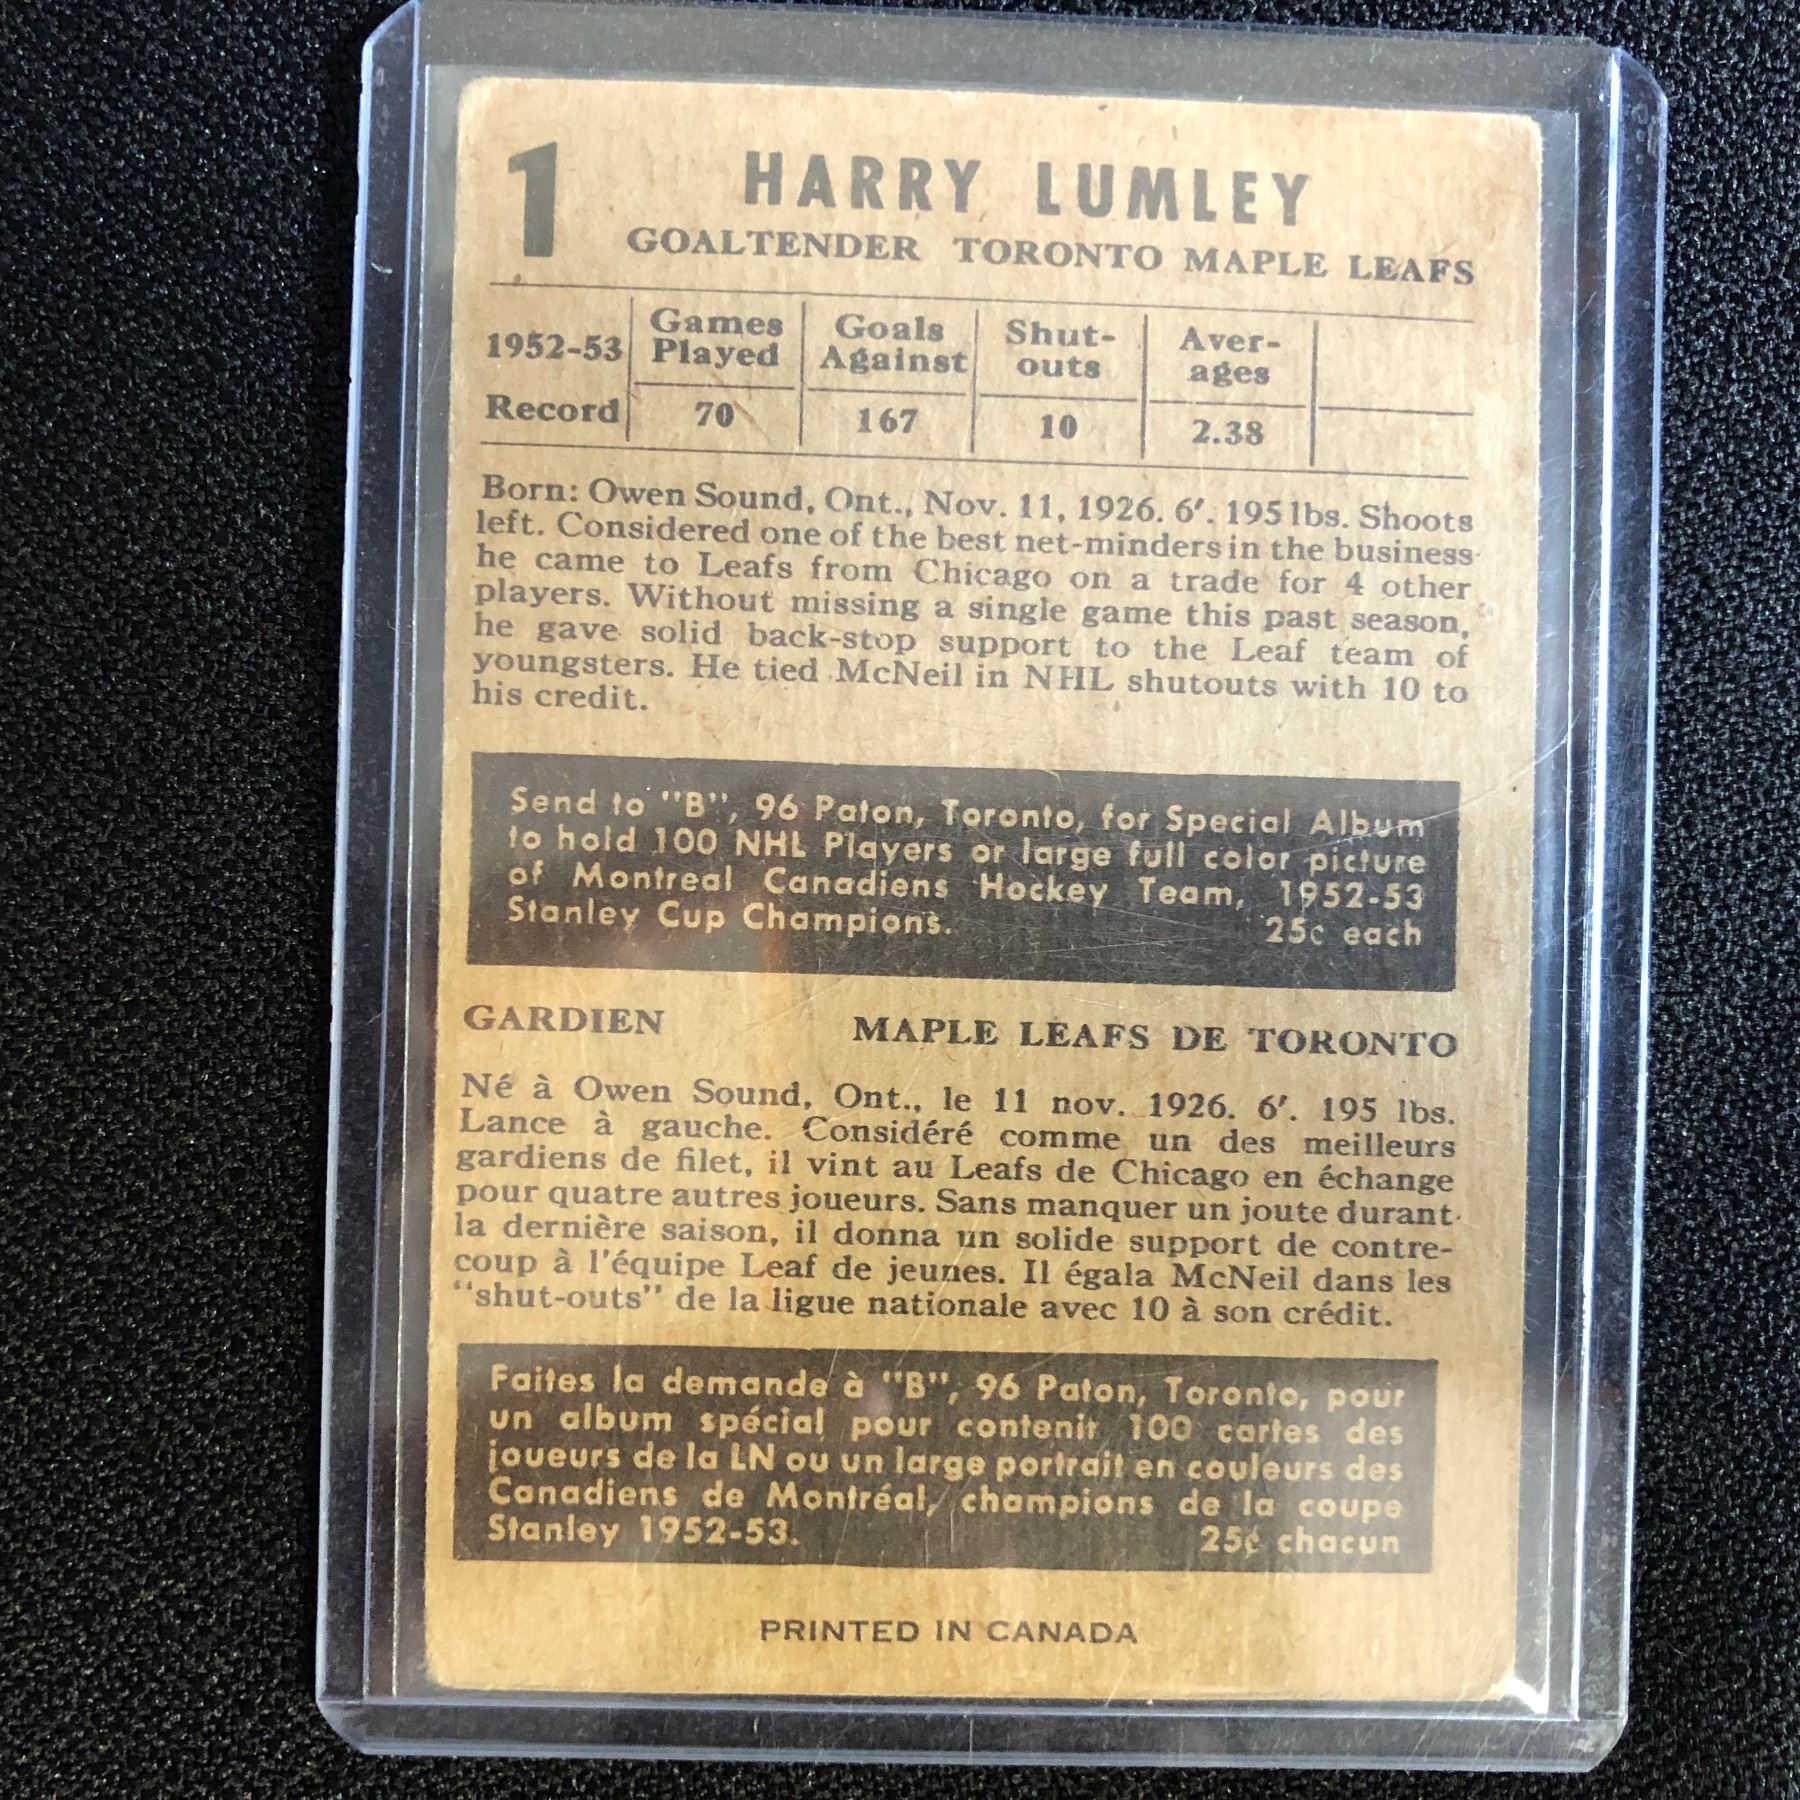 1 HARRY LUMLEY
GOALTENDER TORONTO MAPLE LEAFS
1952-53 Games Played Goals Against Shut-outs Aver-ages
Record 70 167 10 2.38
Born: Owen Sound, Ont., Nov. 11, 1926. 6'. 195 lbs. Shoots
left. Considered one of the best net-minders in the business
he came to Leafs from Chicago on a trade for 4 other
players. Without missing a single game this past season,
he gave solid back-stop support to the Leaf team of
youngsters. He tied McNeil in NHL shutouts with 10 to
his credit.
Send to "B", 96 Paton, Toronto, for Special Album
to hold 100 NHL Players or large full color picture
of Montreal Canadiens Hockey Team, 1952-53
Stanley Cup Champions. 25¢ each
GARDIEN MAPLE LEAFS DE TORONTO
Né à Owen Sound, Ont., le 11 nov. 1926. 6'. 195 lbs.
Lance à gauche. Considéré comme un des meilleurs
gardiens de filet, il vint au Leafs de Chicago en échange
pour quatre autres joueurs. Sans manquer un joute durant
la dernière saison, il donna un solide support de contre-
coup à l'équipe Leaf de jeunes. Il égala McNeil dans les
"shut-outs" de la ligue nationale avec 10 à son crédit.
Faites la demande à "B", 96 Paton, Toronto, pour
un album spécial pour contenir 100 cartes des
joueurs de la LN ou un large portrait en couleurs des
Canadiens de Montréal, champions de la coupe
Stanley 1952-53. 25¢ chacun
PRINTED IN CANADA